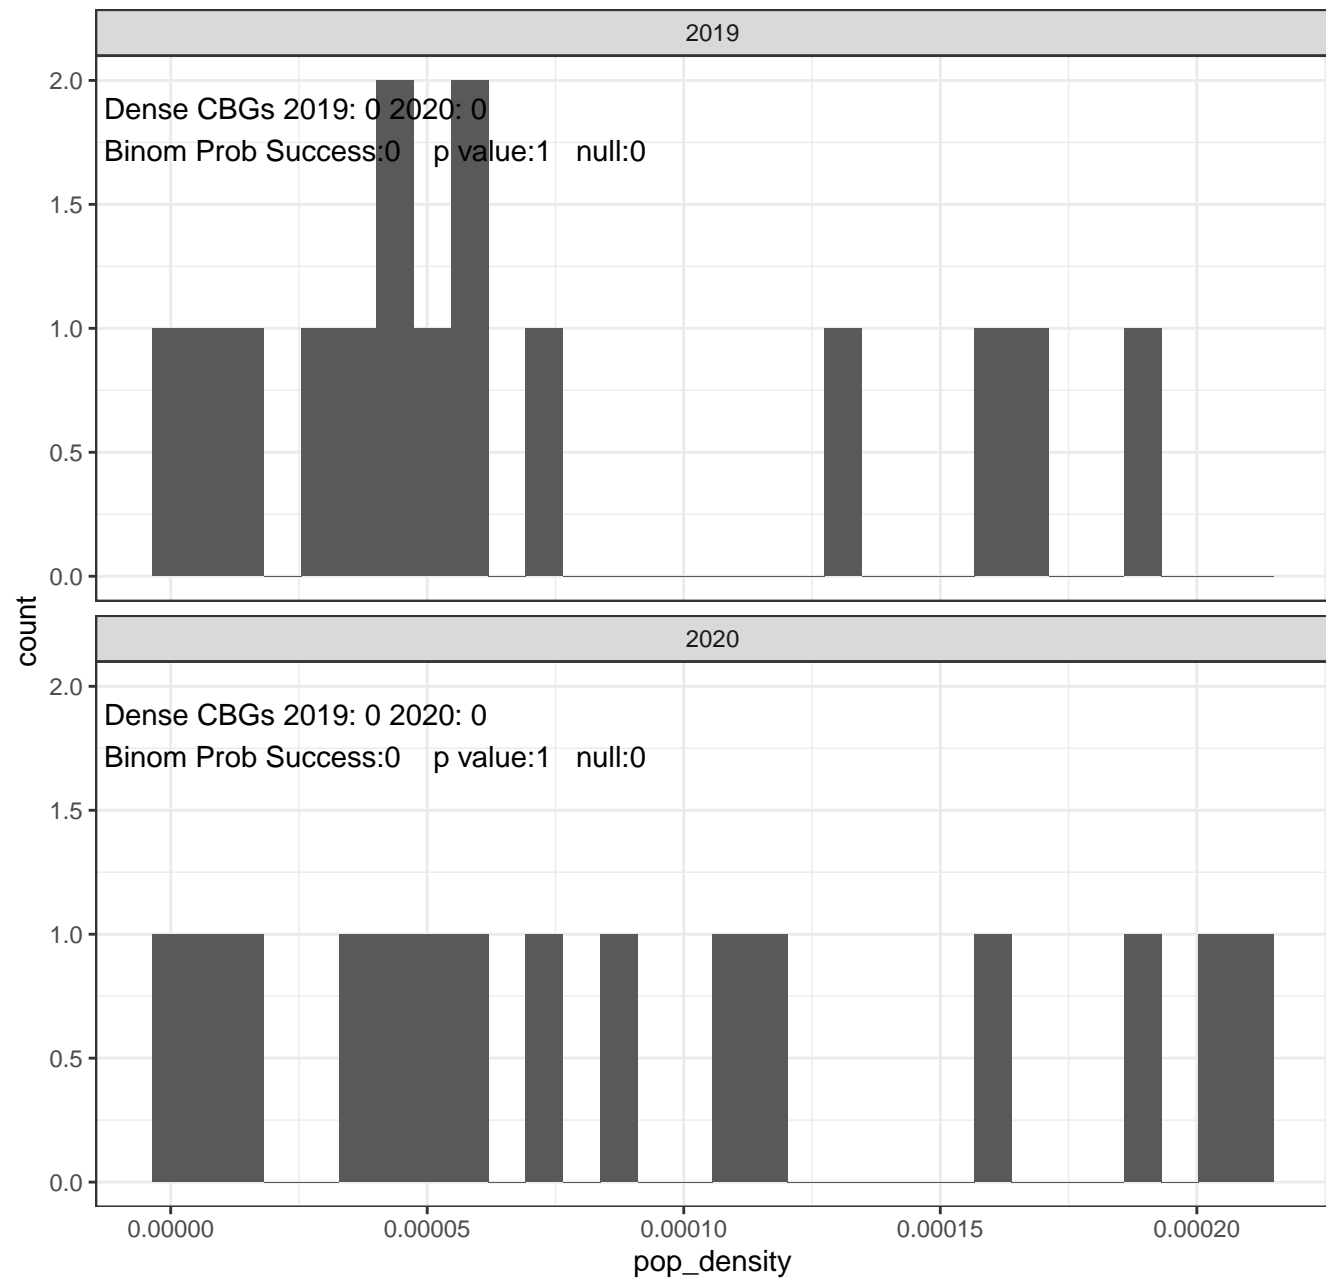 2019
2.0
Dense CBGs 2019: 0 2020: 0
Binom Prob Success:0 p value:1 null:0
1.5
1.0
0.5
0.0
count
2020
2.0
Dense CBGs 2019: 0 2020: 0
Binom Prob Success:0 p value:1 null:0
1.5
1.0
0.5
0.0
0.00000 0.00005 0.00010 0.00015 0.00020
pop_density